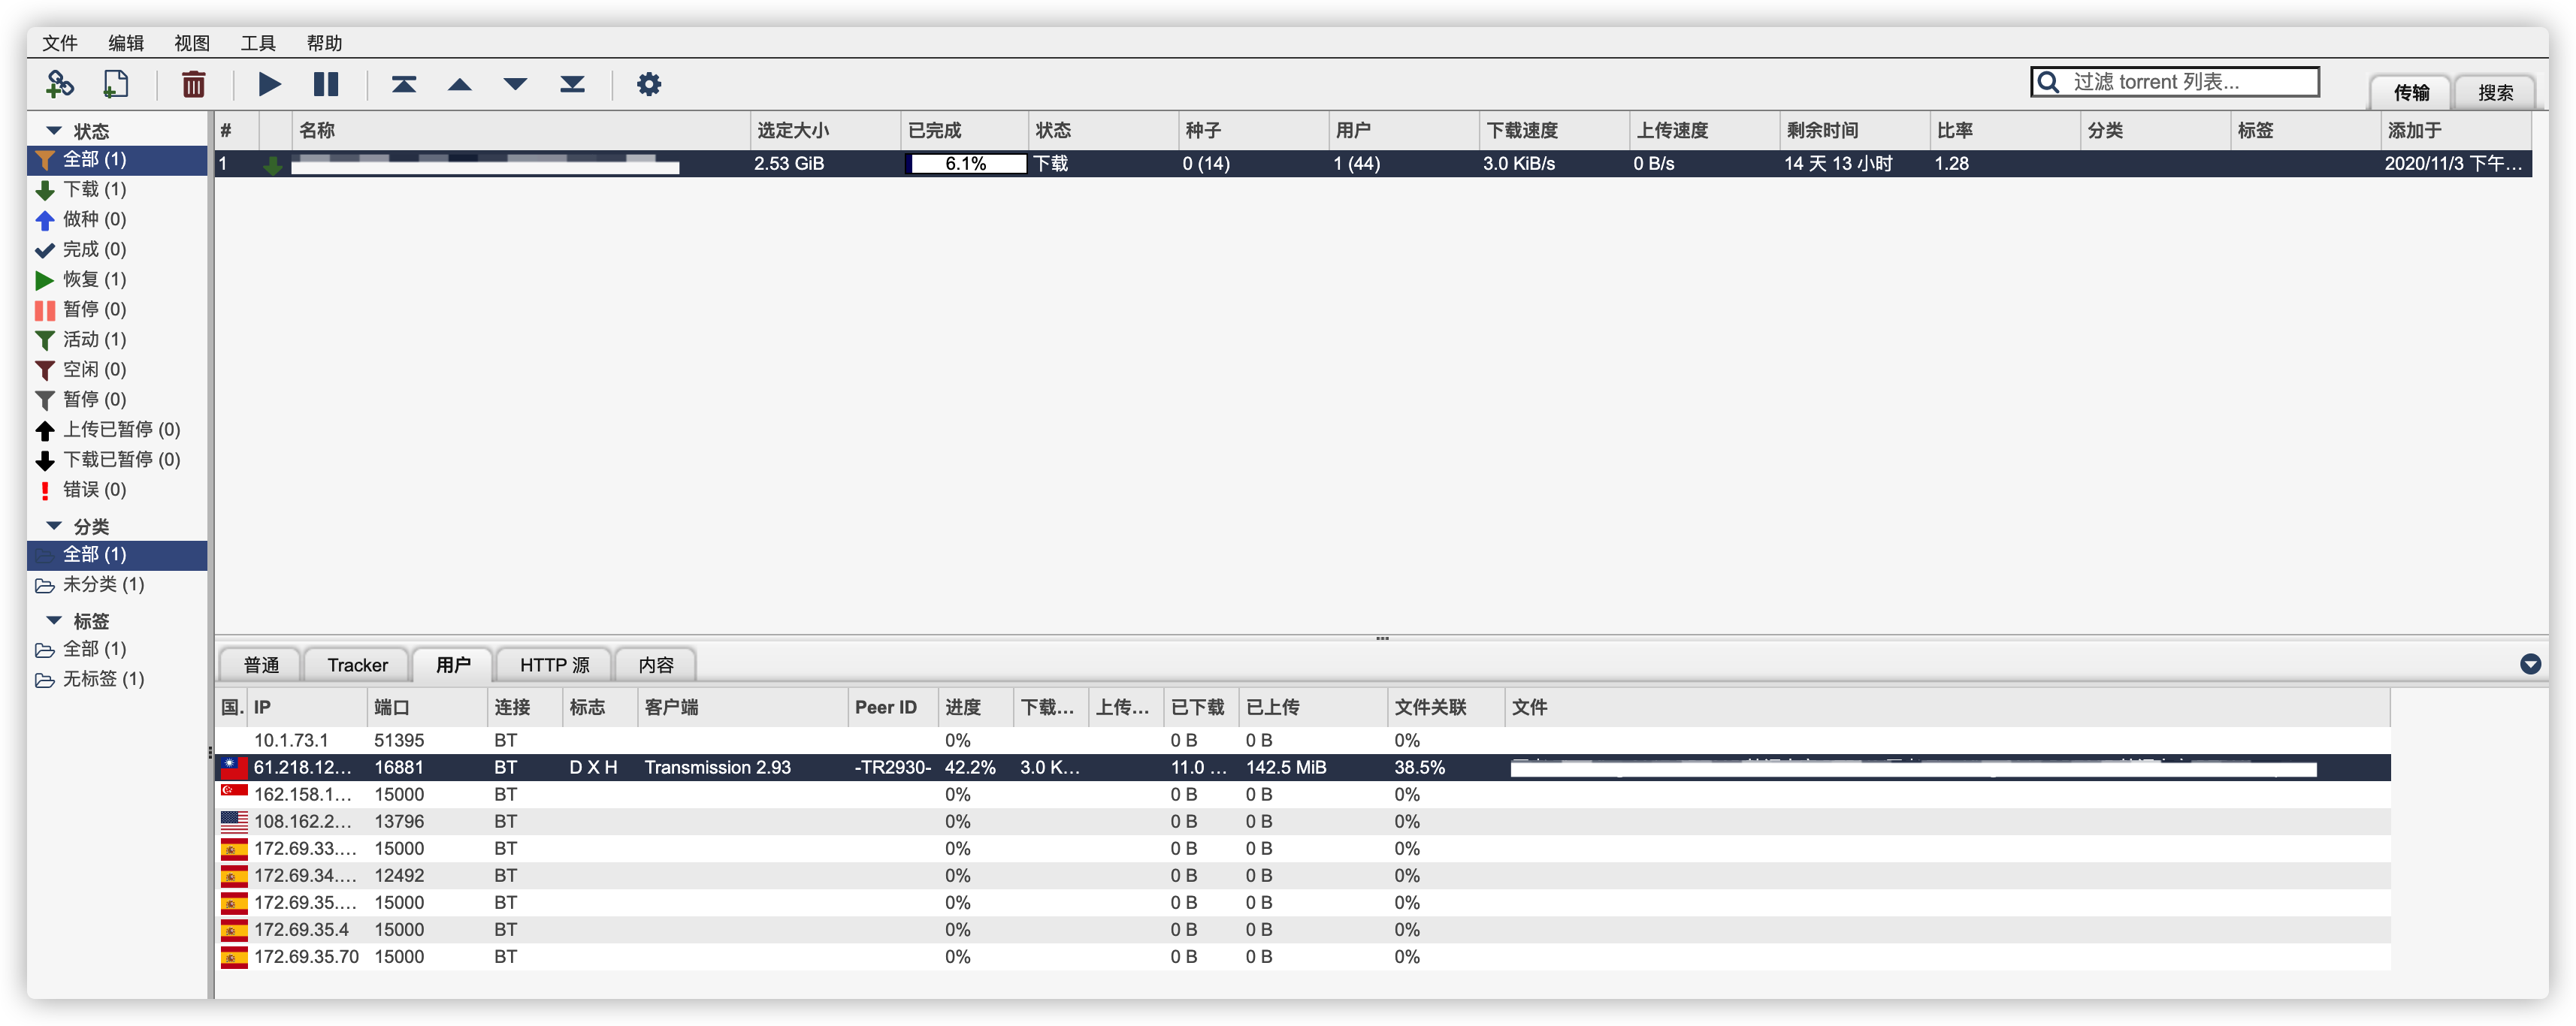 文件 编辑 视图 工具 帮助
过滤 torrent 列表... 传输 搜索
状态
全部 (1)
下载 (1)
做种 (0)
完成 (0)
恢复 (1)
暂停 (0)
活动 (1)
空闲 (0)
暂停 (0)
上传已暂停 (0)
下载已暂停 (0)
错误 (0)
分类
全部 (1)
未分类 (1)
标签
全部 (1)
无标签 (1)
# 名称 选定大小 已完成 状态 种子 用户 下载速度 上传速度 剩余时间 比率 分类 标签 添加于
1 2.53 GiB 6.1% 下载 0 (14) 1 (44) 3.0 KiB/s 0 B/s 14 天 13 小时 1.28 2020/11/3 下午...
普通 Tracker 用户 HTTP 源 内容
国. IP 端口 连接 标志 客户端 Peer ID 进度 下载... 上传... 已下载 已上传 文件关联 文件
10.1.73.1 51395 BT 0% 0 B 0 B 0%
61.218.12... 16881 BT D X H Transmission 2.93 -TR2930- 42.2% 3.0 K... 11.0 ... 142.5 MiB 38.5%
162.158.1... 15000 BT 0% 0 B 0 B 0%
108.162.2... 13796 BT 0% 0 B 0 B 0%
172.69.33.... 15000 BT 0% 0 B 0 B 0%
172.69.34.... 12492 BT 0% 0 B 0 B 0%
172.69.35.... 15000 BT 0% 0 B 0 B 0%
172.69.35.4 15000 BT 0% 0 B 0 B 0%
172.69.35.70 15000 BT 0% 0 B 0 B 0%